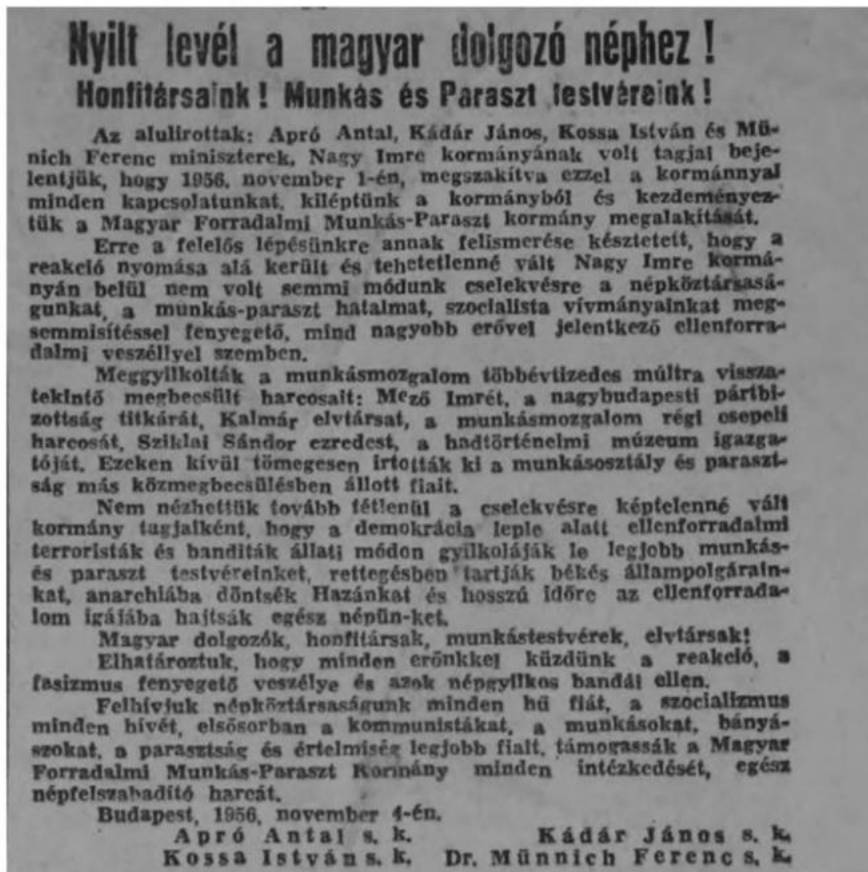 Nyilt levél a magyar dolgozó néphez !
Honfitársaink ! Munkás és Paraszt testvéreink !
Az alulirottak: Apró Antal, Kádár János, Kossa István és Mü-
nich Ferenc miniszterek, Nagy Imre kormányának volt tagjai beje-
lentjük, hogy 1956. november 1-én, megszakítva ezzel a kormánnyal
minden kapcsolatunkat, kiléptünk a kormányból és kezdeményez-
tük a Magyar Forradalmi Munkás-Paraszt kormány megalakítását.
Erre a felelős lépésünkre annak felismerése késztetett, hogy a
reakció nyomása alá került és tehetetlenné vált Nagy Imre kormá-
nyán belül nem volt semmi módunk cselekvésre a népköztársasá-
gunkat, a munkás-paraszt hatalmat, szocialista vívmányainkat meg-
semmisítéssel fenyegető, mind nagyobb erővel jelentkező ellenforra-
dalmi veszéllyel szemben.
Meggyilkolták a munkásmozgalom többévtizedes múltra vissza-
tekintő megbecsült harcosait: Mező Imrét, a nagybudapesti pártbi-
zottság titkárát, Kalmár elvtársat, a munkásmozgalom régi csepeli
harcosát, Sziklai Sándor ezredest, a hadtörténelmi múzeum igazga-
tóját. Ezeken kívül tömegesen irtották ki a munkásosztály és paraszt-
ság más közmegbecsülésben állott fiait.
Nem nézhettük tovább tétlenül a cselekvésre képtelenné vált
kormány tagjaiként, hogy a demokrácia leple alatt ellenforradalmi
terroristák és banditák állati módon gyilkolják le legjobb munkás-
és paraszt testvéreinket, rettegésben tartják békés állampolgárain-
kat, anarchiába döntsék Hazánkat és hosszú időre az ellenforrada-
lom igájába hajtsák egész népün-ket.
Magyar dolgozók, honfitársak, munkástestvérek, elvtársak!
Elhatároztuk, hogy minden erőnkkel küzdünk a reakció, a
fasizmus fenyegető veszélye és azok népgyilkos bandái ellen.
Felhívjuk népköztársaságunk minden hű fiát, a szocializmus
minden hívét, elsősorban a kommunistákat, a munkásokat, bányá-
szokat, a parasztság és értelmiség legjobb fiait, támogassák a Magyar
Forradalmi Munkás-Paraszt Kormány minden intézkedését, egész
népfelszabadító harcát.
Budapest, 1956, november 4-én.
Apró Antal s. k. Kádár János s. k.
Kossa István s. k. Dr. Münnich Ferenc s. k.